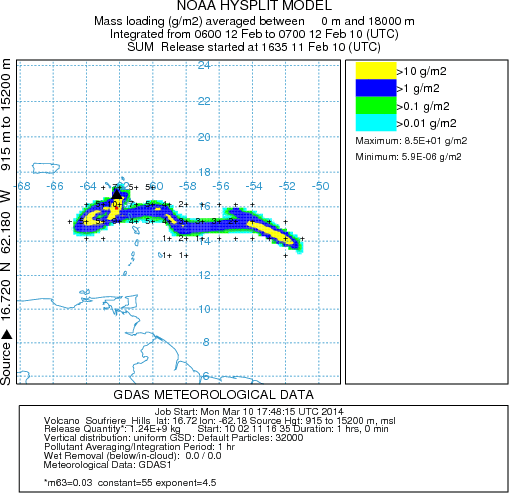 NOAA HYSPLIT MODEL
Mass loading (g/m2) averaged between 0 m and 18000 m
Integrated from 0600 12 Feb to 0700 12 Feb 10 (UTC)
SUM Release started at 1635 11 Feb 10 (UTC)
Source ▲ 16.720 N 62.180 W 915 m to 15200 m
24
22
20
18
-68 -66 -64 -62 -60 -58 -56 -54 -52 -50
16
14
12
10
8
6
>10 g/m2
>1 g/m2
>0.1 g/m2
>0.01 g/m2
Maximum: 8.5E+01 g/m2
Minimum: 5.9E-06 g/m2
GDAS METEOROLOGICAL DATA
Job Start: Mon Mar 10 17:48:15 UTC 2014
Volcano Soufriere Hills lat: 16.72 lon: -62.18 Source Hgt: 915 to 15200 m, msl
Release Quantity*: 1.24E+9 kg Start: 10 02 11 16 35 Duration: 1 hrs, 0 min
Vertical distribution: uniform GSD: Default Particles: 32000
Pollutant Averaging/Integration Period: 1 hr
Wet Removal (below/in-cloud): 0.0 / 0.0
Meteorological Data: GDAS1
*m63=0.03 constant=55 exponent=4.5